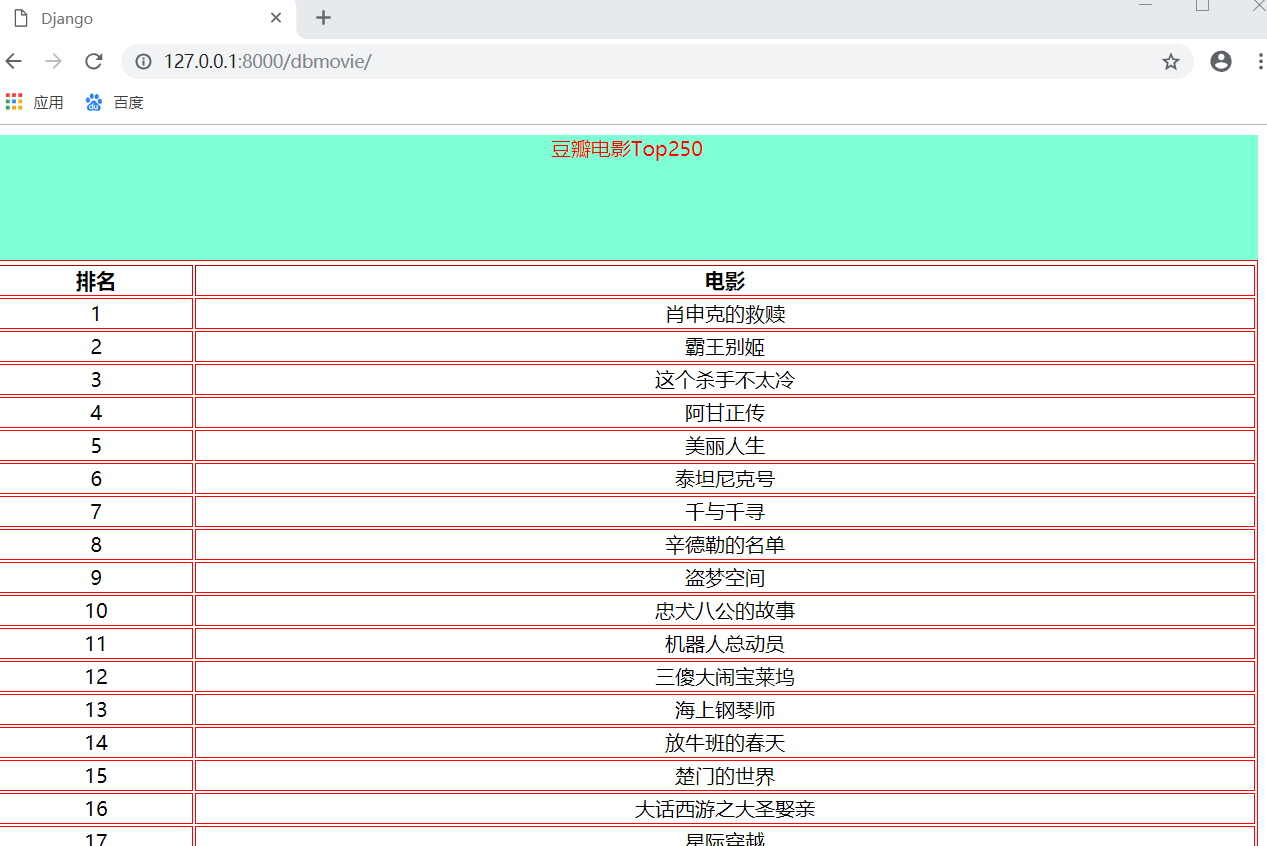 Django
127.0.0.1:8000/dbmovie/
应用 百度
豆瓣电影Top250
排名 电影
1 肖申克的救赎
2 霸王别姬
3 这个杀手不太冷
4 阿甘正传
5 美丽人生
6 泰坦尼克号
7 千与千寻
8 辛德勒的名单
9 盗梦空间
10 忠犬八公的故事
11 机器人总动员
12 三傻大闹宝莱坞
13 海上钢琴师
14 放牛班的春天
15 楚门的世界
16 大话西游之大圣娶亲
17 星际穿越